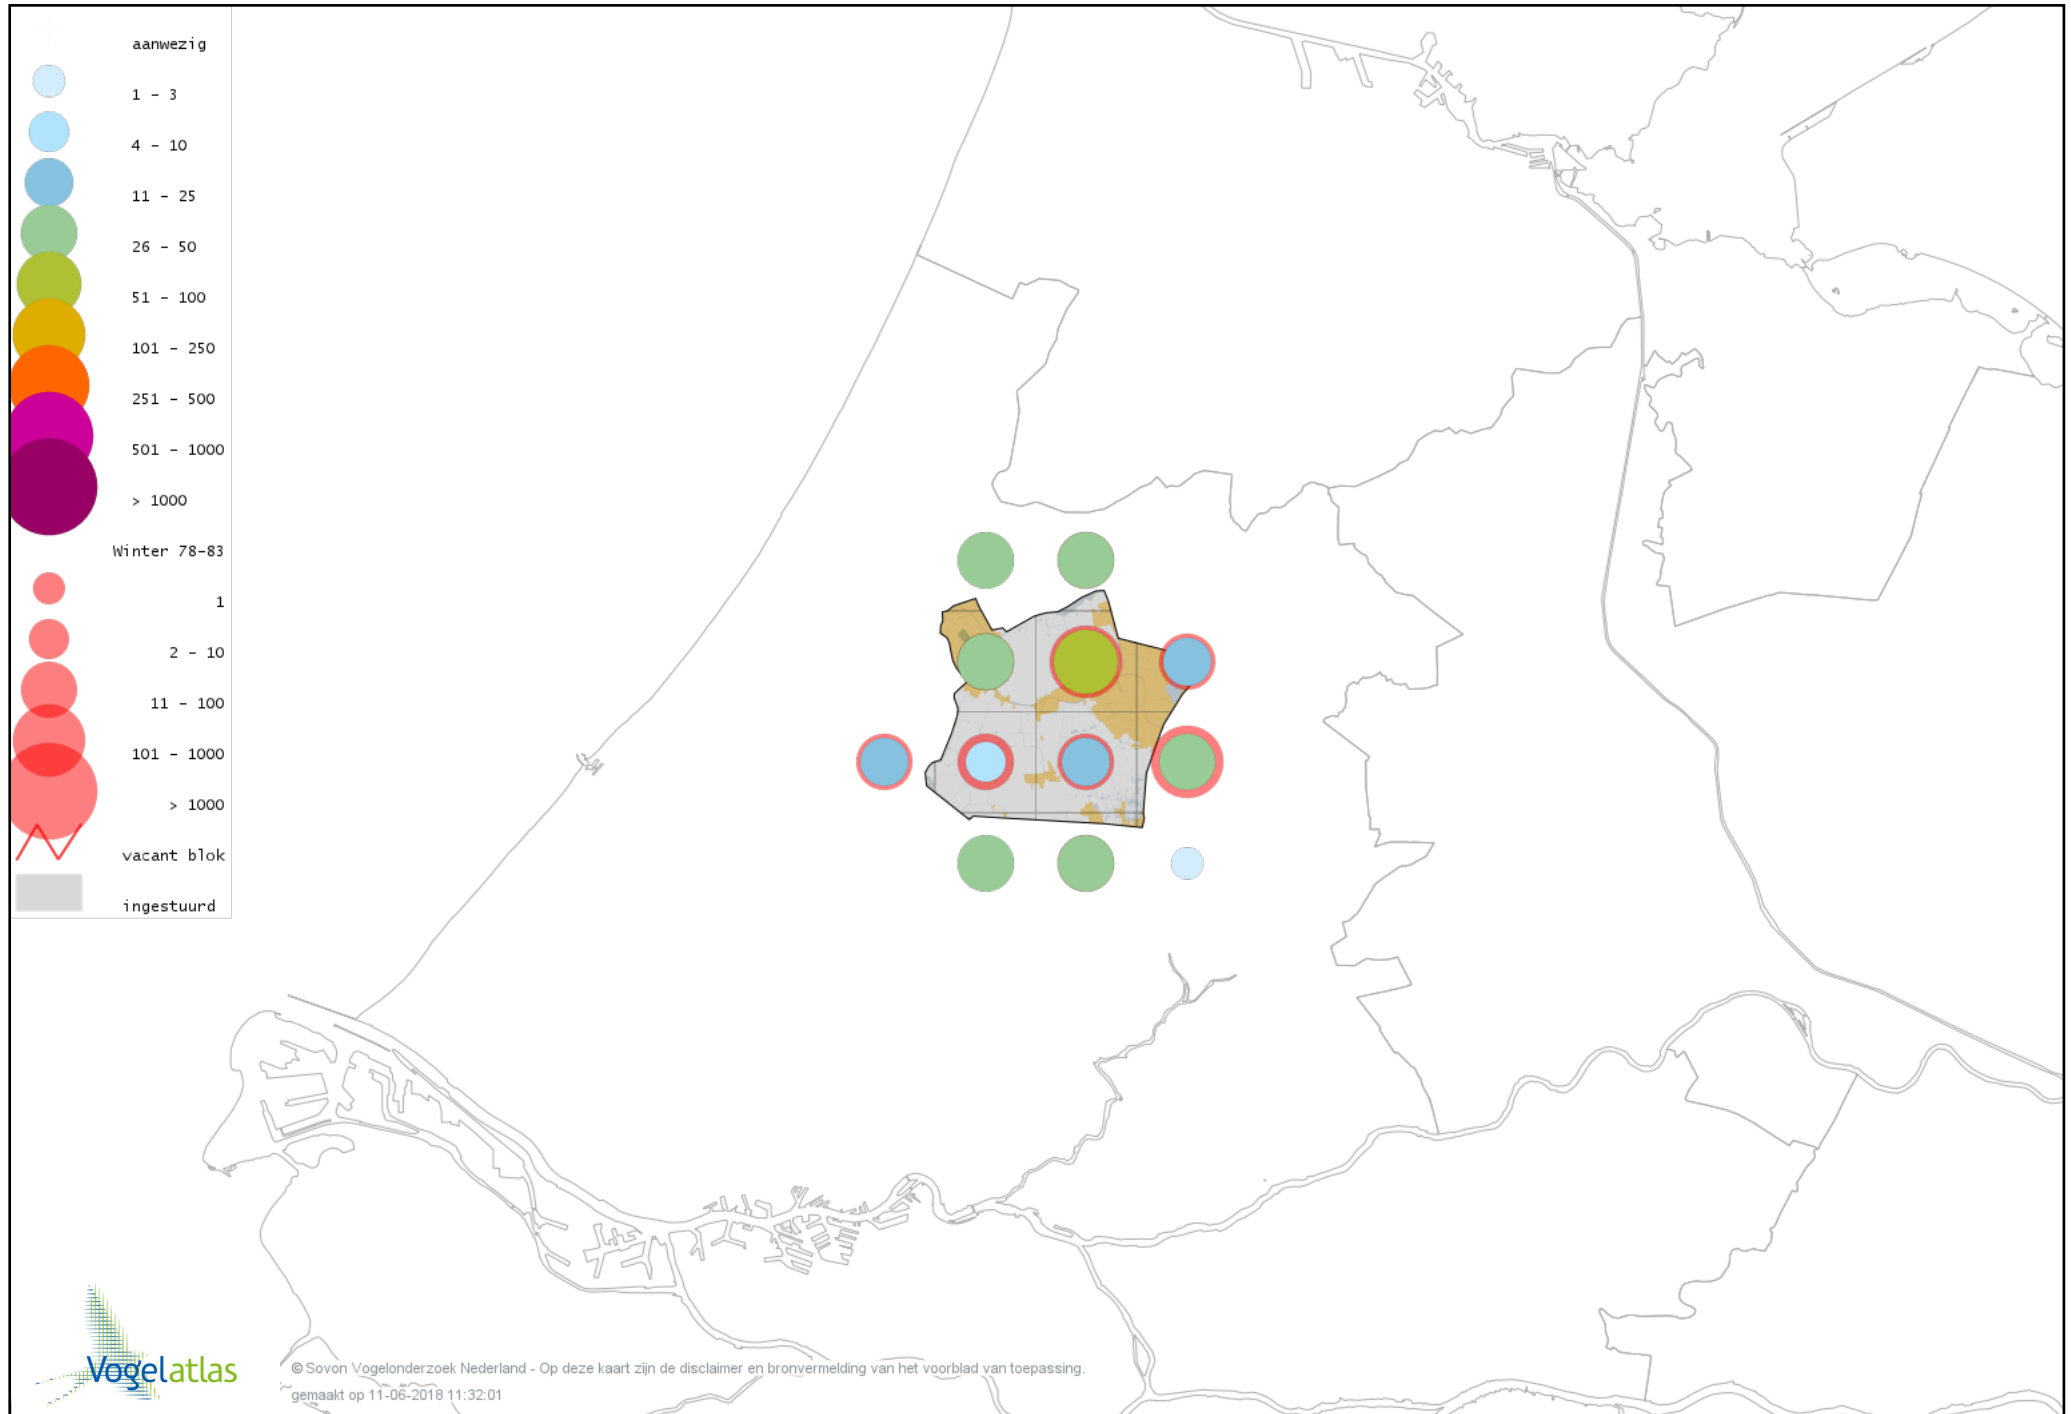 aanwezig
1 - 3
4 - 10
11 - 25
26 - 50
51 - 100
101 - 250
251 - 500
501 - 1000
> 1000
Winter 78-83
1
2 - 10
11 - 100
101 - 1000
> 1000
vacant blok
ingestuurd
Vogelatlas
© Sovon Vogelonderzoek Nederland - Op deze kaart zijn de disclaimer en bronvermelding van het voorblad van toepassing.
gemaakt op 11-06-2018 11:32:01